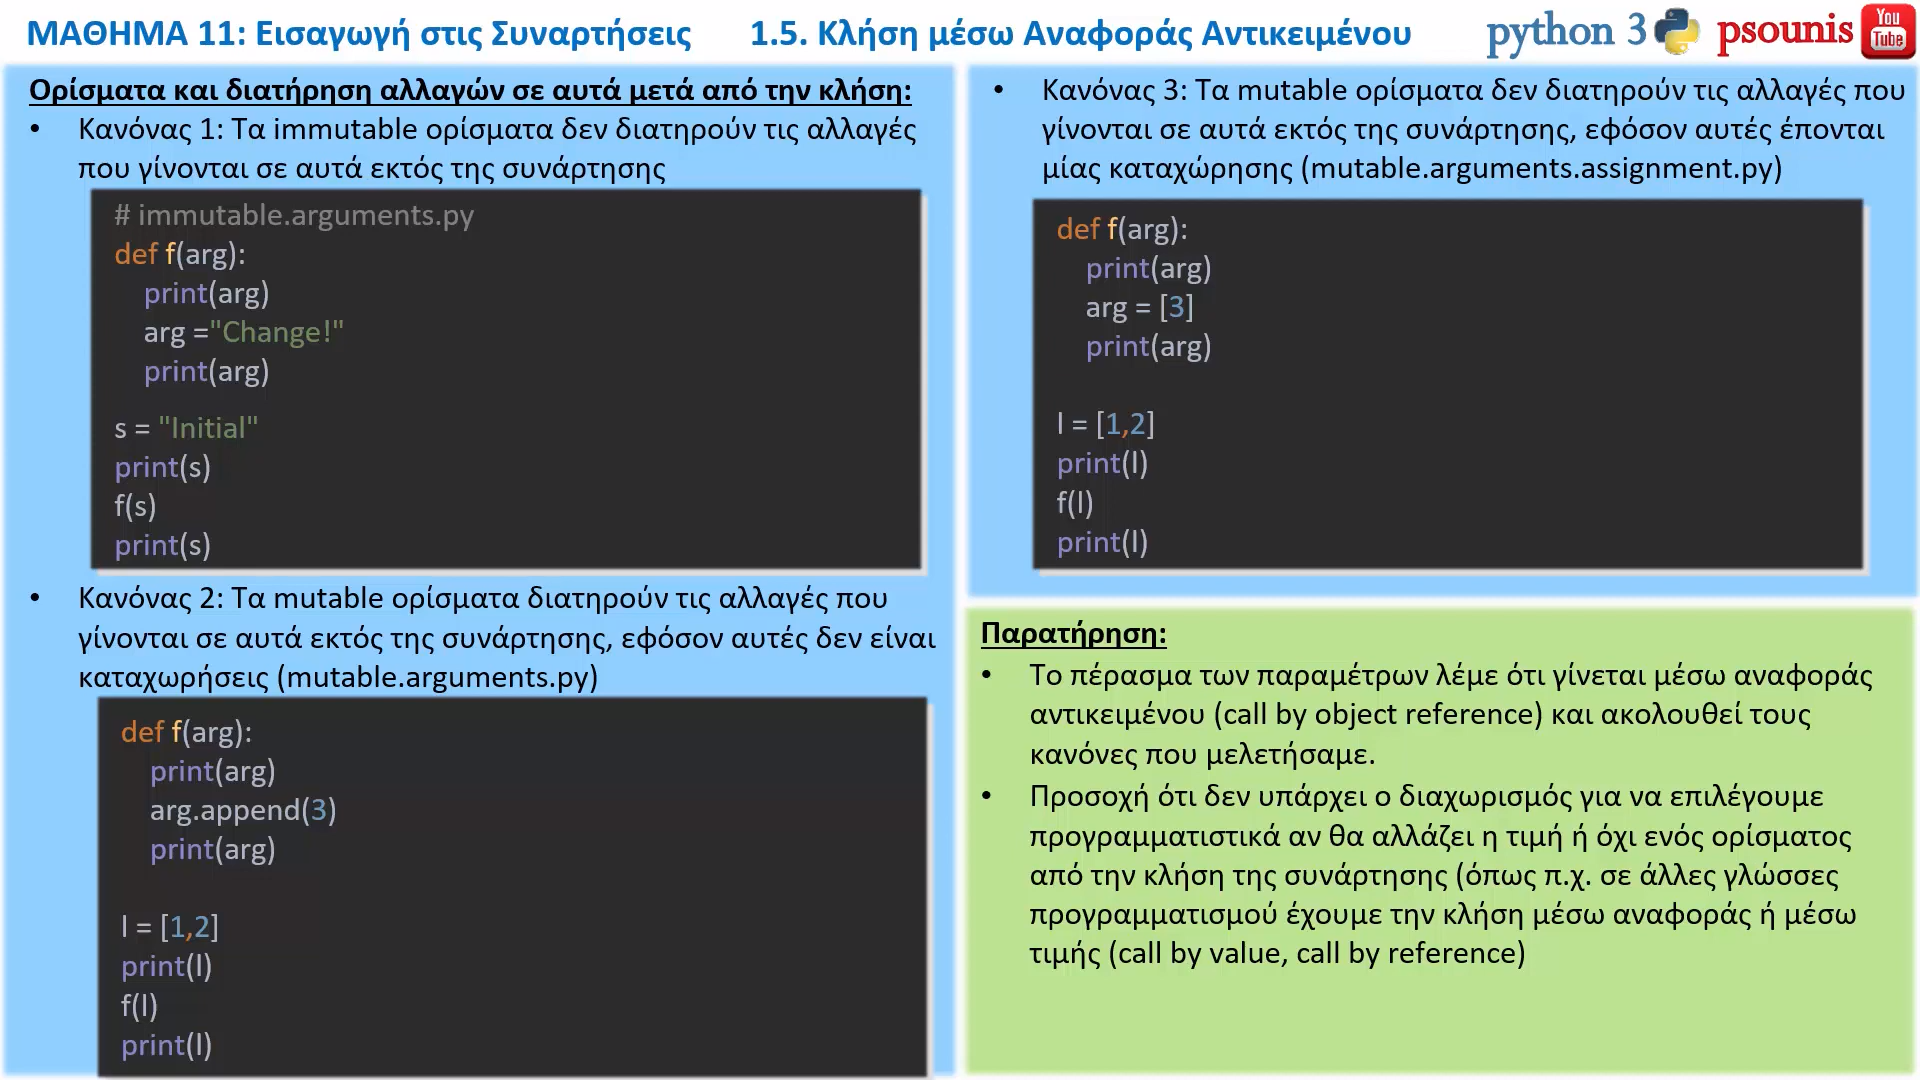 ΜΑΘΗΜΑ 11: Εισαγωγή στις Συναρτήσεις 1.5. Κλήση μέσω Αναφοράς Αντικειμένου python 3 psounis You Tube
Ορίσματα και διατήρηση αλλαγών σε αυτά μετά από την κλήση:
• Κανόνας 1: Τα immutable ορίσματα δεν διατηρούν τις αλλαγές
που γίνονται σε αυτά εκτός της συνάρτησης
# immutable.arguments.py
def f(arg):
print(arg)
arg ="Change!"
print(arg)
s = "Initial"
print(s)
f(s)
print(s)
• Κανόνας 2: Τα mutable ορίσματα διατηρούν τις αλλαγές που
γίνονται σε αυτά εκτός της συνάρτησης, εφόσον αυτές δεν είναι
καταχωρήσεις (mutable.arguments.py)
def f(arg):
print(arg)
arg.append(3)
print(arg)
l = [1,2]
print(l)
f(l)
print(l)
• Κανόνας 3: Τα mutable ορίσματα δεν διατηρούν τις αλλαγές που
γίνονται σε αυτά εκτός της συνάρτησης, εφόσον αυτές έπονται
μίας καταχώρησης (mutable.arguments.assignment.py)
def f(arg):
print(arg)
arg = [3]
print(arg)
l = [1,2]
print(l)
f(l)
print(l)
Παρατήρηση:
• Το πέρασμα των παραμέτρων λέμε ότι γίνεται μέσω αναφοράς
αντικειμένου (call by object reference) και ακολουθεί τους
κανόνες που μελετήσαμε.
• Προσοχή ότι δεν υπάρχει ο διαχωρισμός για να επιλέγουμε
προγραμματιστικά αν θα αλλάζει η τιμή ή όχι ενός ορίσματος
από την κλήση της συνάρτησης (όπως π.χ. σε άλλες γλώσσες
προγραμματισμού έχουμε την κλήση μέσω αναφοράς ή μέσω
τιμής (call by value, call by reference)